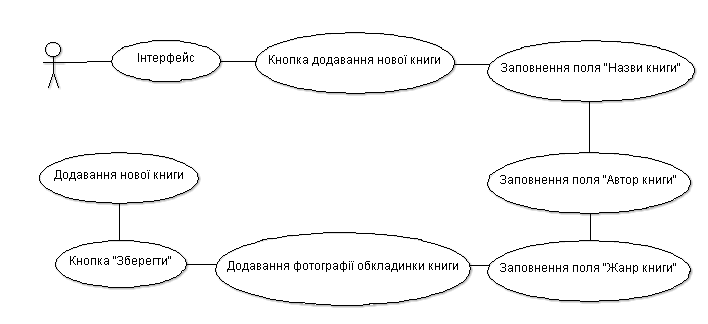 Інтерфейс
Кнопка додавання нової книги
Заповнення поля "Назви книги"
Заповнення поля "Автор книги"
Заповнення поля "Жанр книги"
Додавання фотографії обкладинки книги
Кнопка "Зберегти"
Додавання нової книги